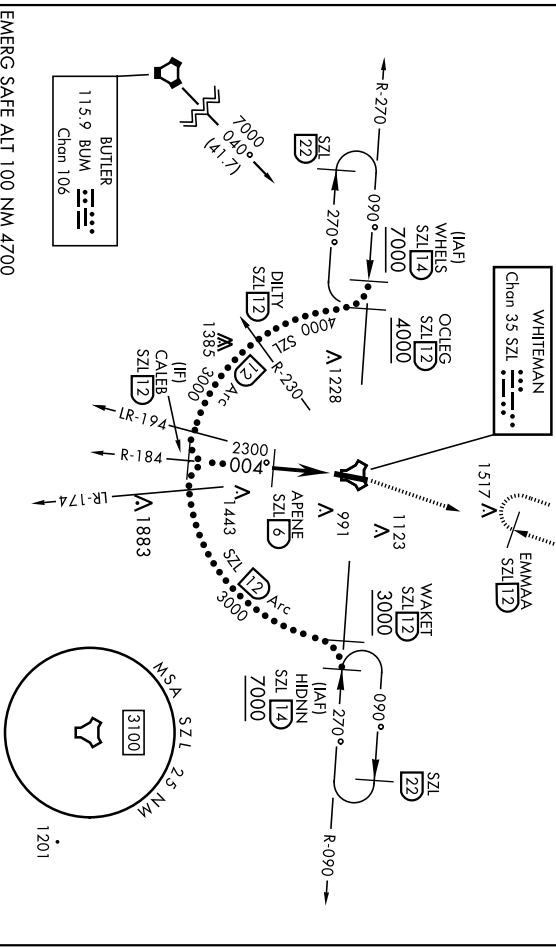 EMERG SAFE ALT 100 NM 4700
BUTLER
115.9 BUM
Chan 106
7000
040°
(41.7)
R-270
SZL
22
090°
270°
(IAF)
WHELS
SZL 14
7000
OCLEG
SZL 12
4000
DILTY
SZL 12
4000
SZL
12
Arc
3000
R-230
1228
1385
(IF)
CALEB
SZL 12
LR-194
R-184
LR-174
2300
004°
WHITEMAN
Chan 35 SZL
APENE
SZL 6
1443
1883
991
1123
1517
EMMAA
SZL 12
SZL 12 Arc
3000
WAKET
SZL 12
3000
(IAF)
HIDNN
SZL 14
7000
090°
270°
SZL
22
R-090
MSA SZL 25 NM
3100
1201